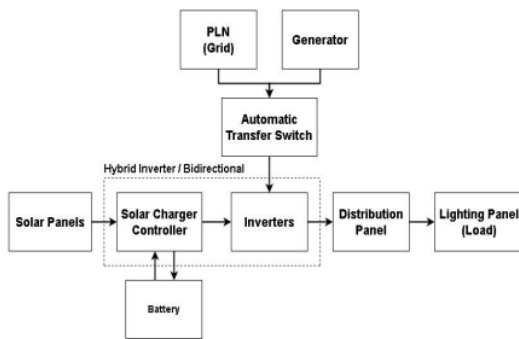 PLN
(Grid)
Generator
Automatic
Transfer Switch
Hybrid Inverter / Bidirectional
Solar Panels
Solar Charger
Controller
Inverters
Distribution
Panel
Lighting Panel
(Load)
Battery